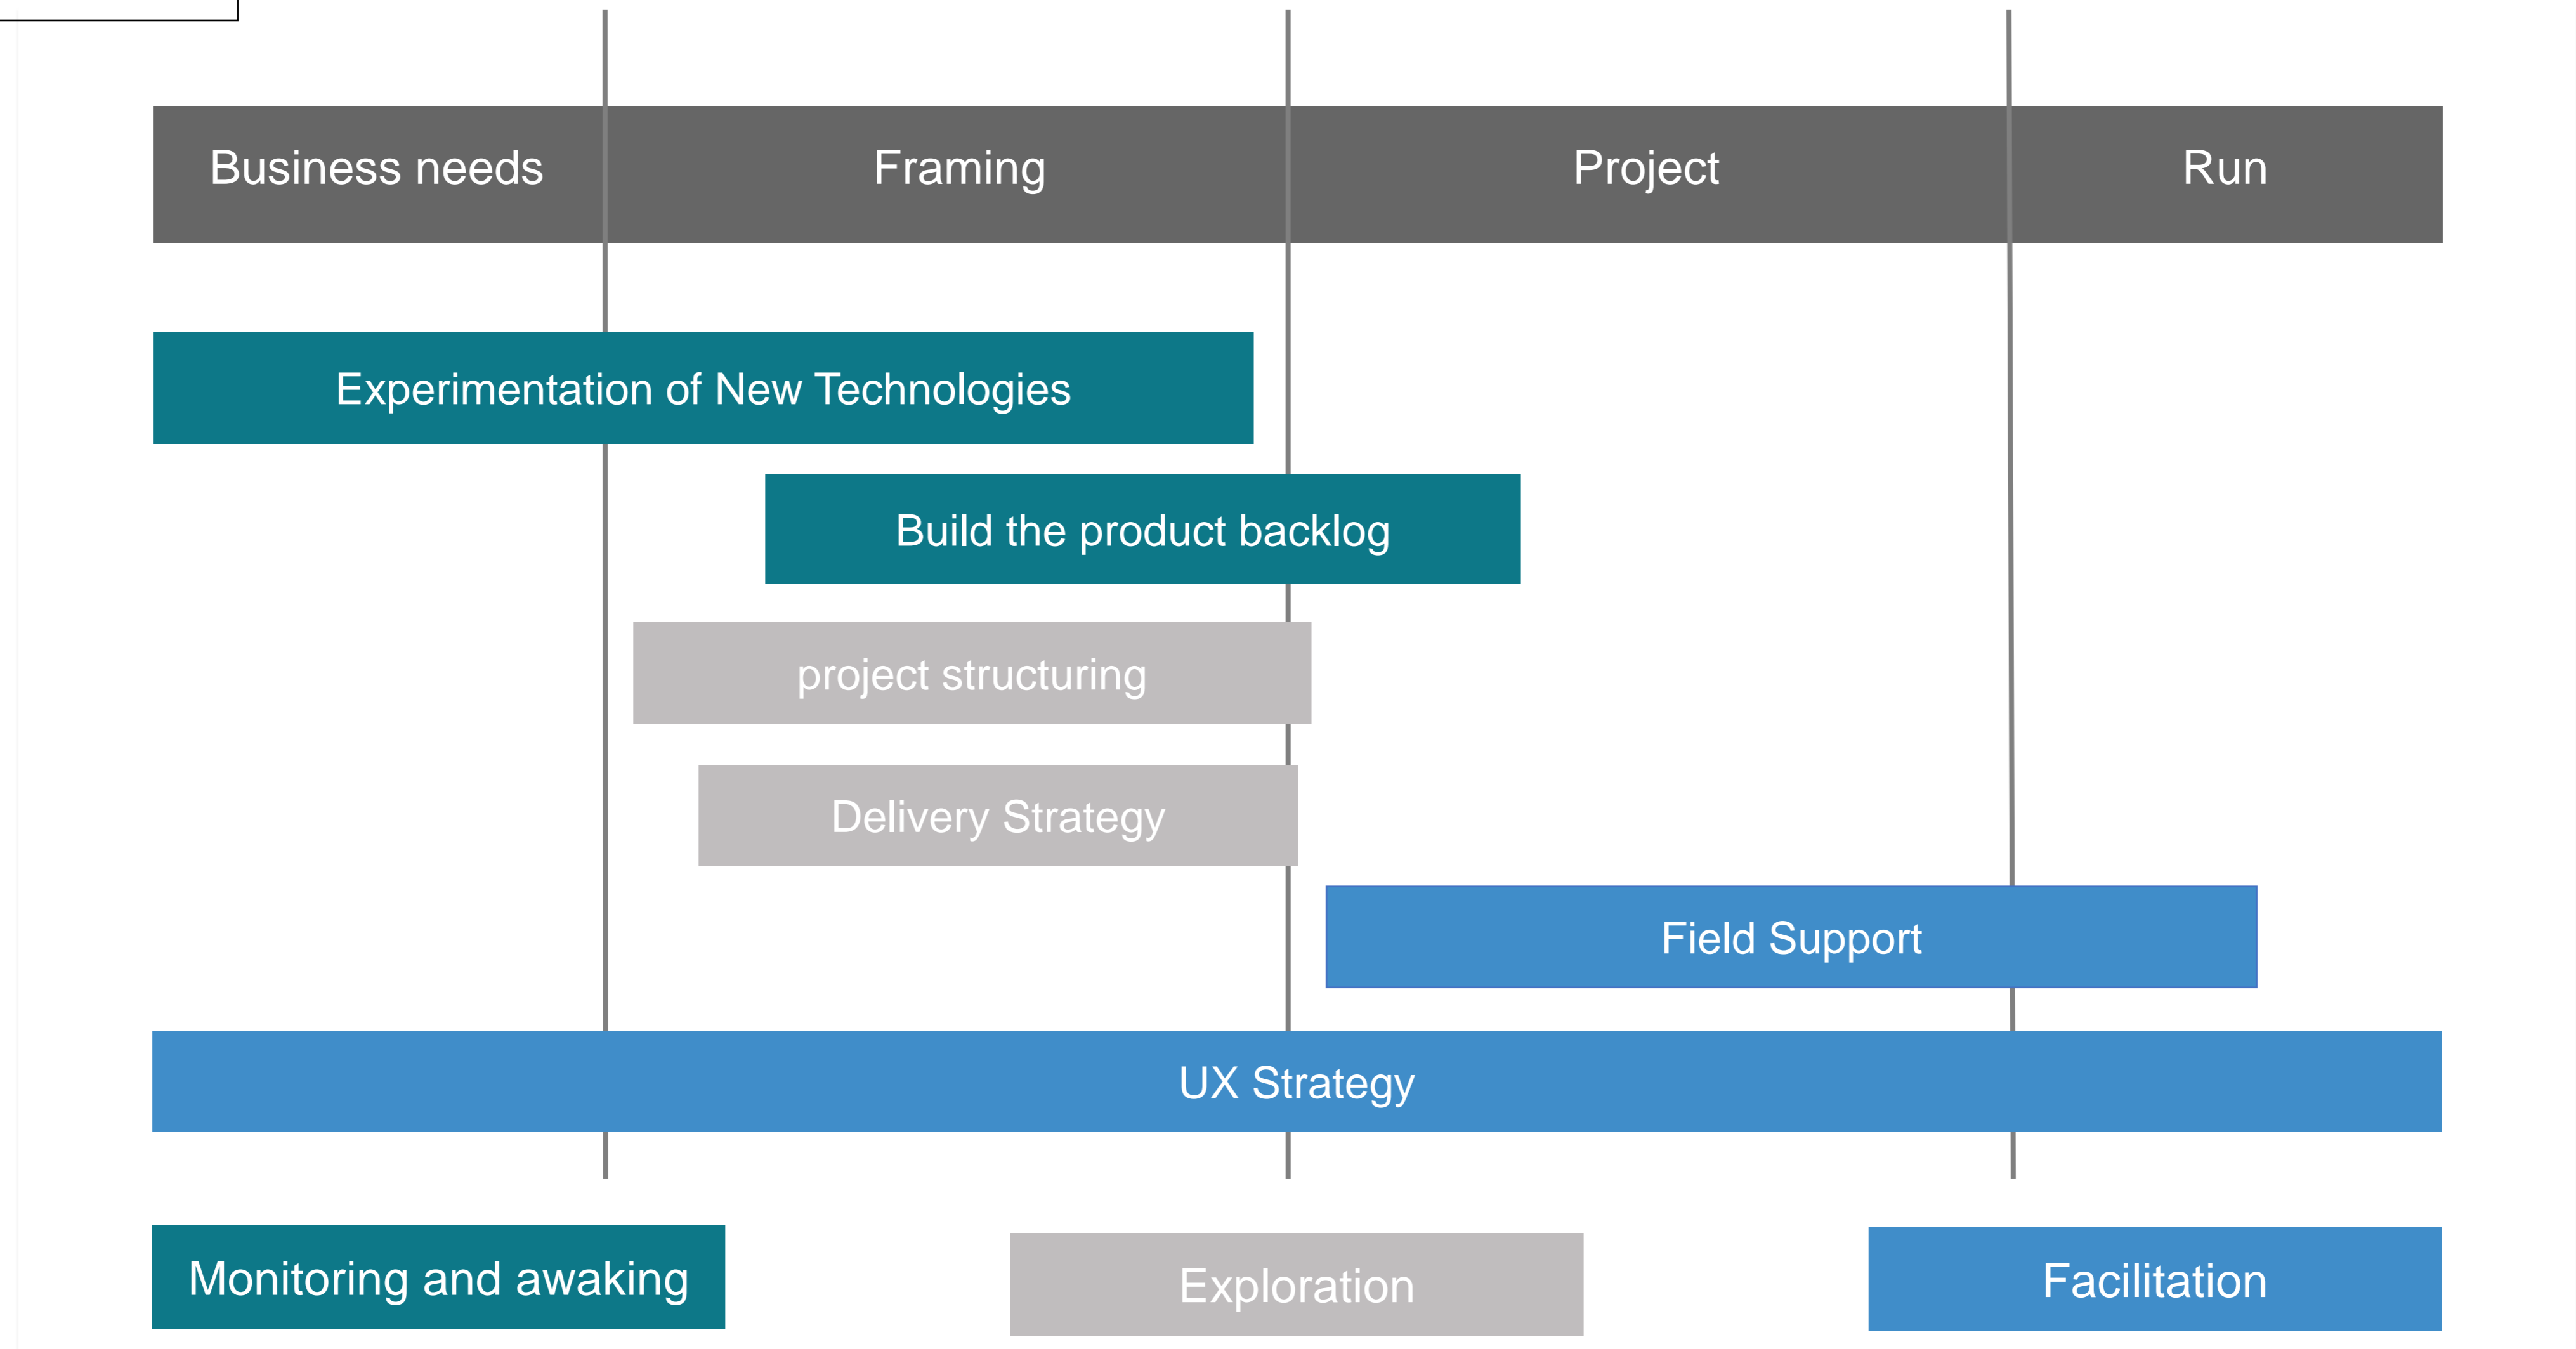 Business needs
Framing
Project
Run
Experimentation of New Technologies
Build the product backlog
project structuring
Delivery Strategy
Field Support
UX Strategy
Monitoring and awaking
Exploration
Facilitation